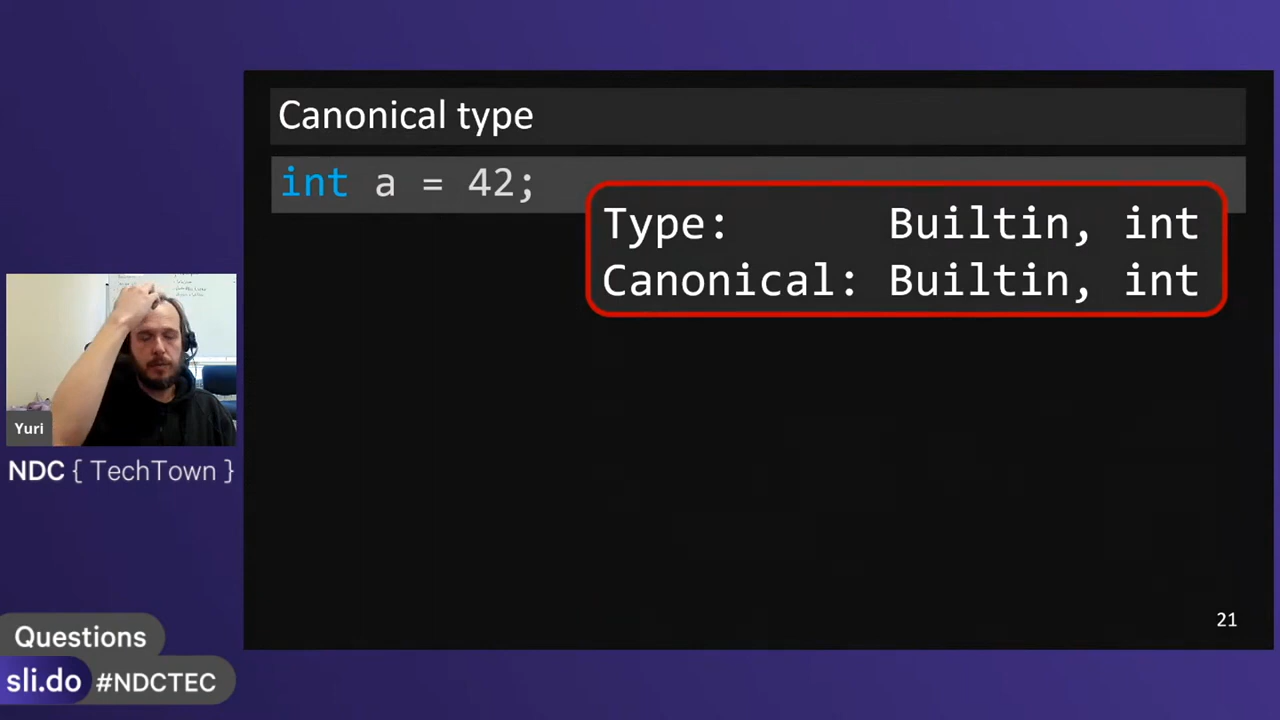 Canonical type
int a = 42;
Type: Builtin, int
Canonical: Builtin, int
Yuri
NDC { TechTown }
21
Questions
sli.do #NDCTEC